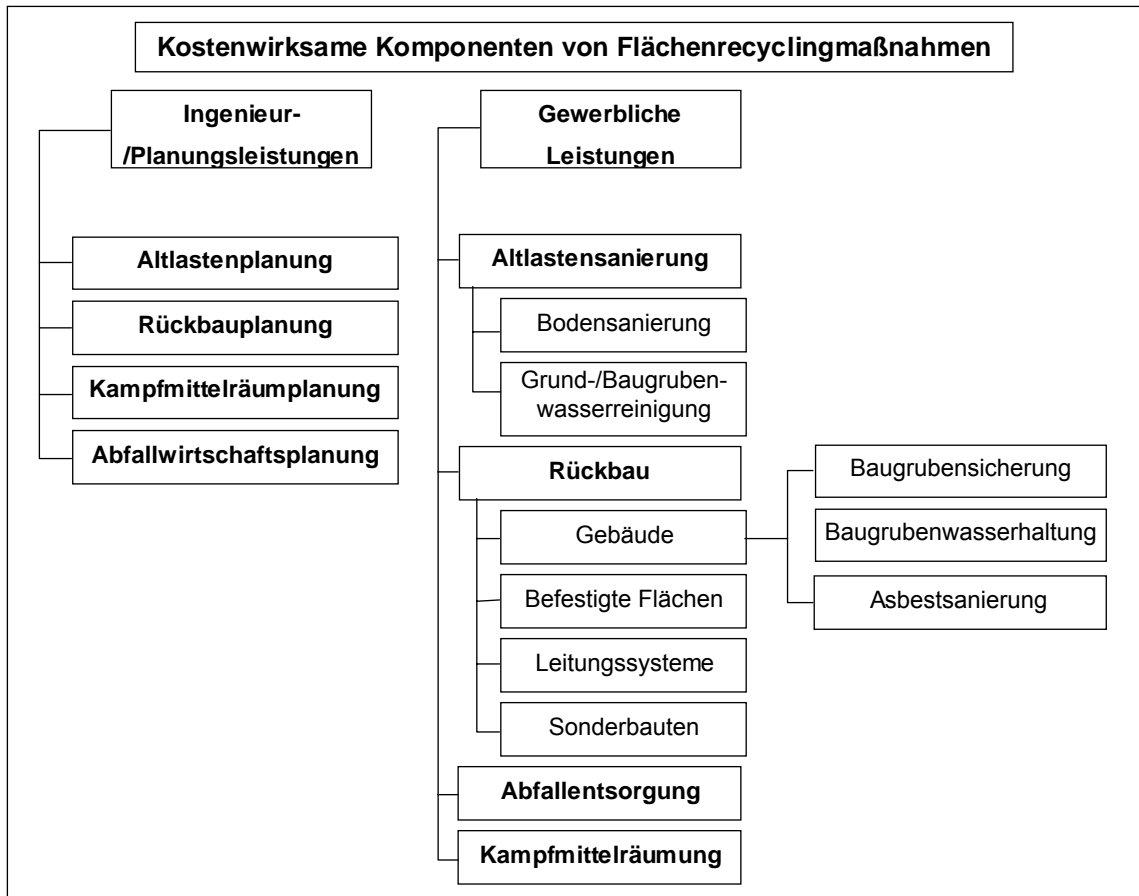 Kostenwirksame Komponenten von Flächenrecyclingmaßnahmen
Ingenieur-
/Planungsleistungen
Altlastenplanung
Rückbauplanung
Kampfmittelräumplanung
Abfallwirtschaftsplanung
Gewerbliche
Leistungen
Altlastensanierung
Bodensanierung
Grund-/Baugruben-
wasserreinigung
Rückbau
Gebäude
Befestigte Flächen
Leitungssysteme
Sonderbauten
Baugrubensicherung
Baugrubenwasserhaltung
Asbestsanierung
Abfallentsorgung
Kampfmittelräumung